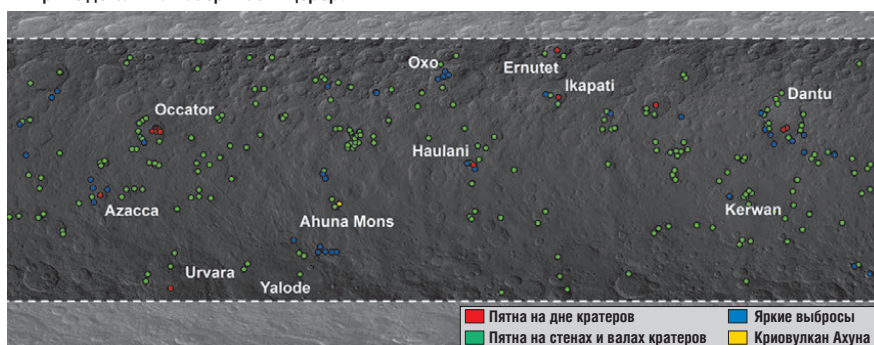 Oxo
Ernutet
Ikapati
Dantu
Occator
Haulani
Azacca
Ahuna Mons
Kerwan
Urvara
Yalode
Пятна на дне кратеров
Яркие выбросы
Пятна на стенах и валах кратеров
Криовулкан Ахуна